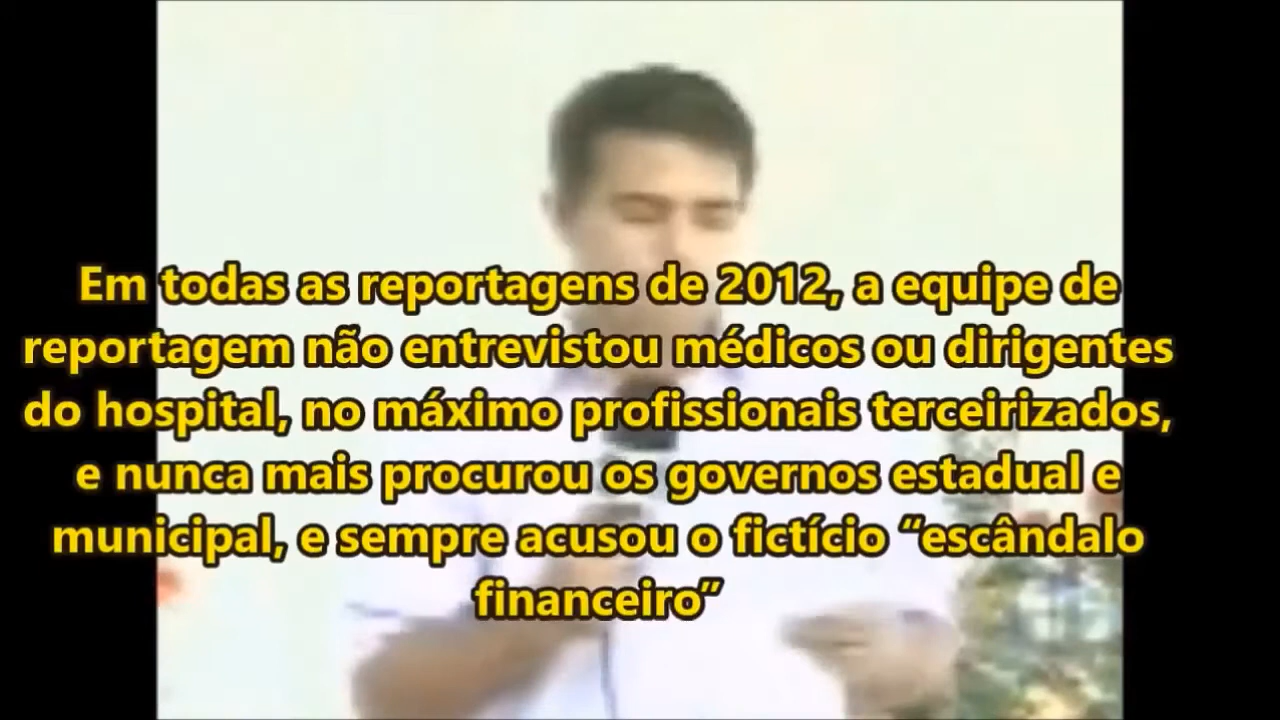 Em todas as reportagens de 2012, a equipe de
reportagem não entrevistou médicos ou dirigentes
do hospital, no máximo profissionais terceirizados,
e nunca mais procurou os governos estadual e
municipal, e sempre acusou o fictício “escândalo
financeiro”